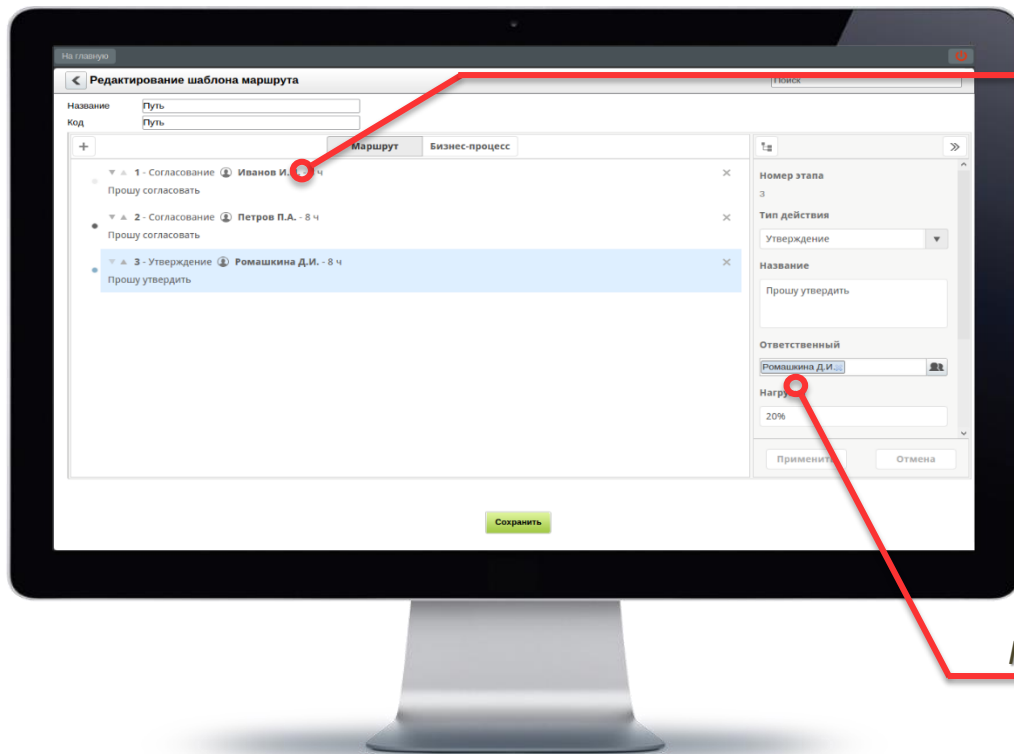 На главную
Редактирование шаблона маршрута
Поиск
Название
Путь
Код
Путь
Маршрут
Бизнес-процесс
1 - Согласование Иванов И. ч
Прошу согласовать
2 - Согласование Петров П.А. - 8 ч
Прошу согласовать
3 - Утверждение Ромашкина Д.И. - 8 ч
Прошу утвердить
Номер этапа
3
Тип действия
Утверждение
Название
Прошу утвердить
Ответственный
Ромашкина Д.И.
20%
Применить
Отмена
Сохранить